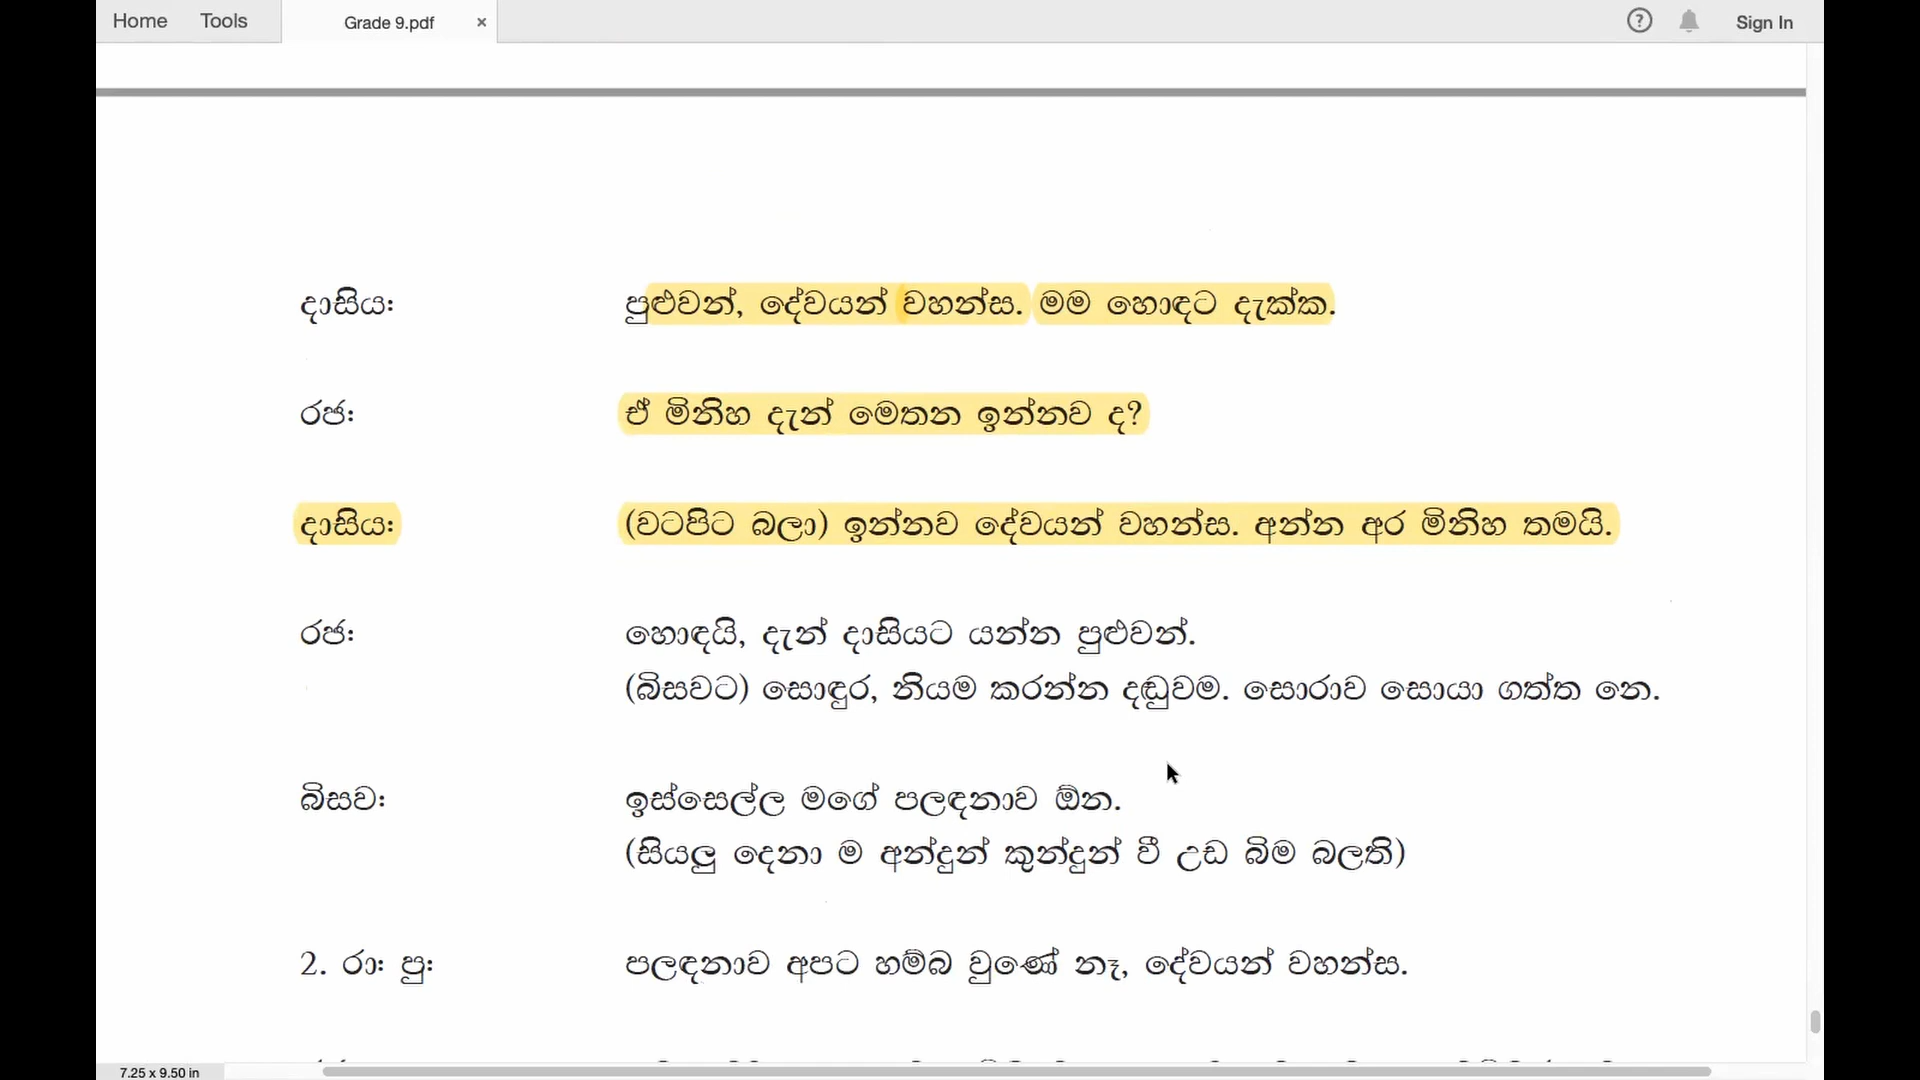 Home Tools Grade 9.pdf × ? Sign In
දාසිය: පුළුවන්, දේවයන් වහන්ස. මම හොඳට දැක්ක.
රජ: ඒ මිනිහ දැන් මෙතන ඉන්නව ද?
දාසිය: (වටපිට බලා) ඉන්නව දේවයන් වහන්ස. අන්න අර මිනිහ තමයි.
රජ: හොඳයි, දැන් දාසියට යන්න පුළුවන්.
(බිසවට) සොඳුර, නියම කරන්න දඬුවම. සොරාව සොයා ගත්ත නෙ.
බිසව: ඉස්සෙල්ල මගේ පලඳනාව ඕන.
(සියලු දෙනා ම අන්දුන් කුන්දුන් වී උඩ බිම බලති)
2. රා: පු: පලඳනාව අපට හම්බ වුණේ නෑ, දේවයන් වහන්ස.
7.25 x 9.50 in